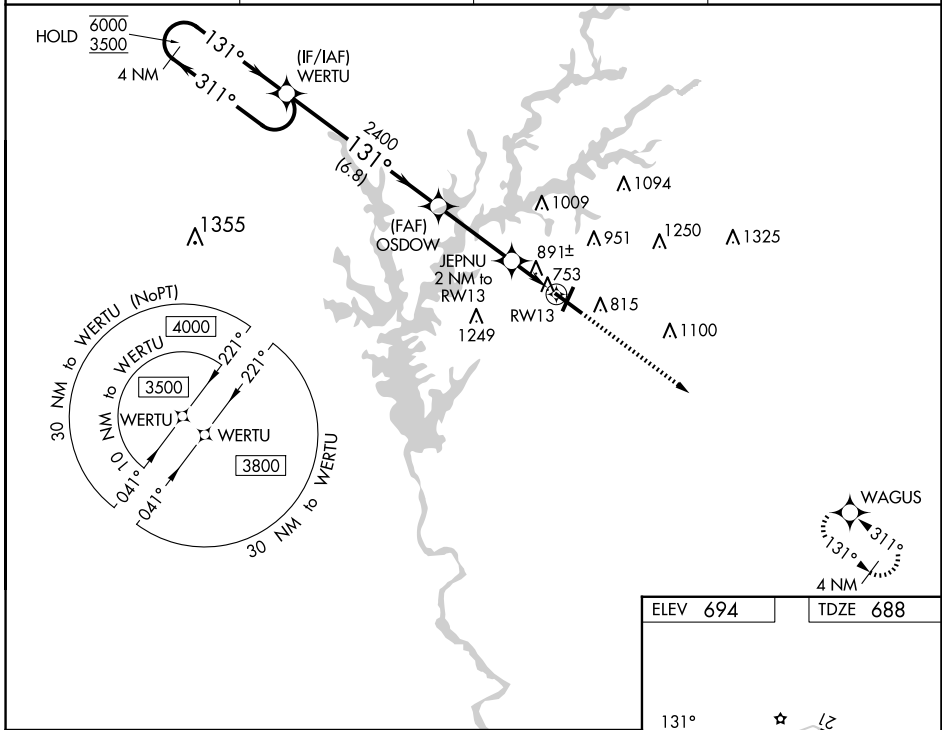 HOLD 6000
3500
4 NM
131°
311°
(IF/IAF)
WERTU
2400
131°
(6.8)
(FAF)
OSDOW
JEPNU
2 NM to
RW13
RW13
1355
1009
1094
951
1250
1325
891±
753
815
1249
1100
30 NM to WERTU (NoPT)
4000
10 NM to WERTU
3500
221°
221°
WERTU
WERTU
3800
041°
041°
30 NM to WERTU
WAGUS
131°
311°
4 NM
ELEV 694
TDZE 688
131°
21